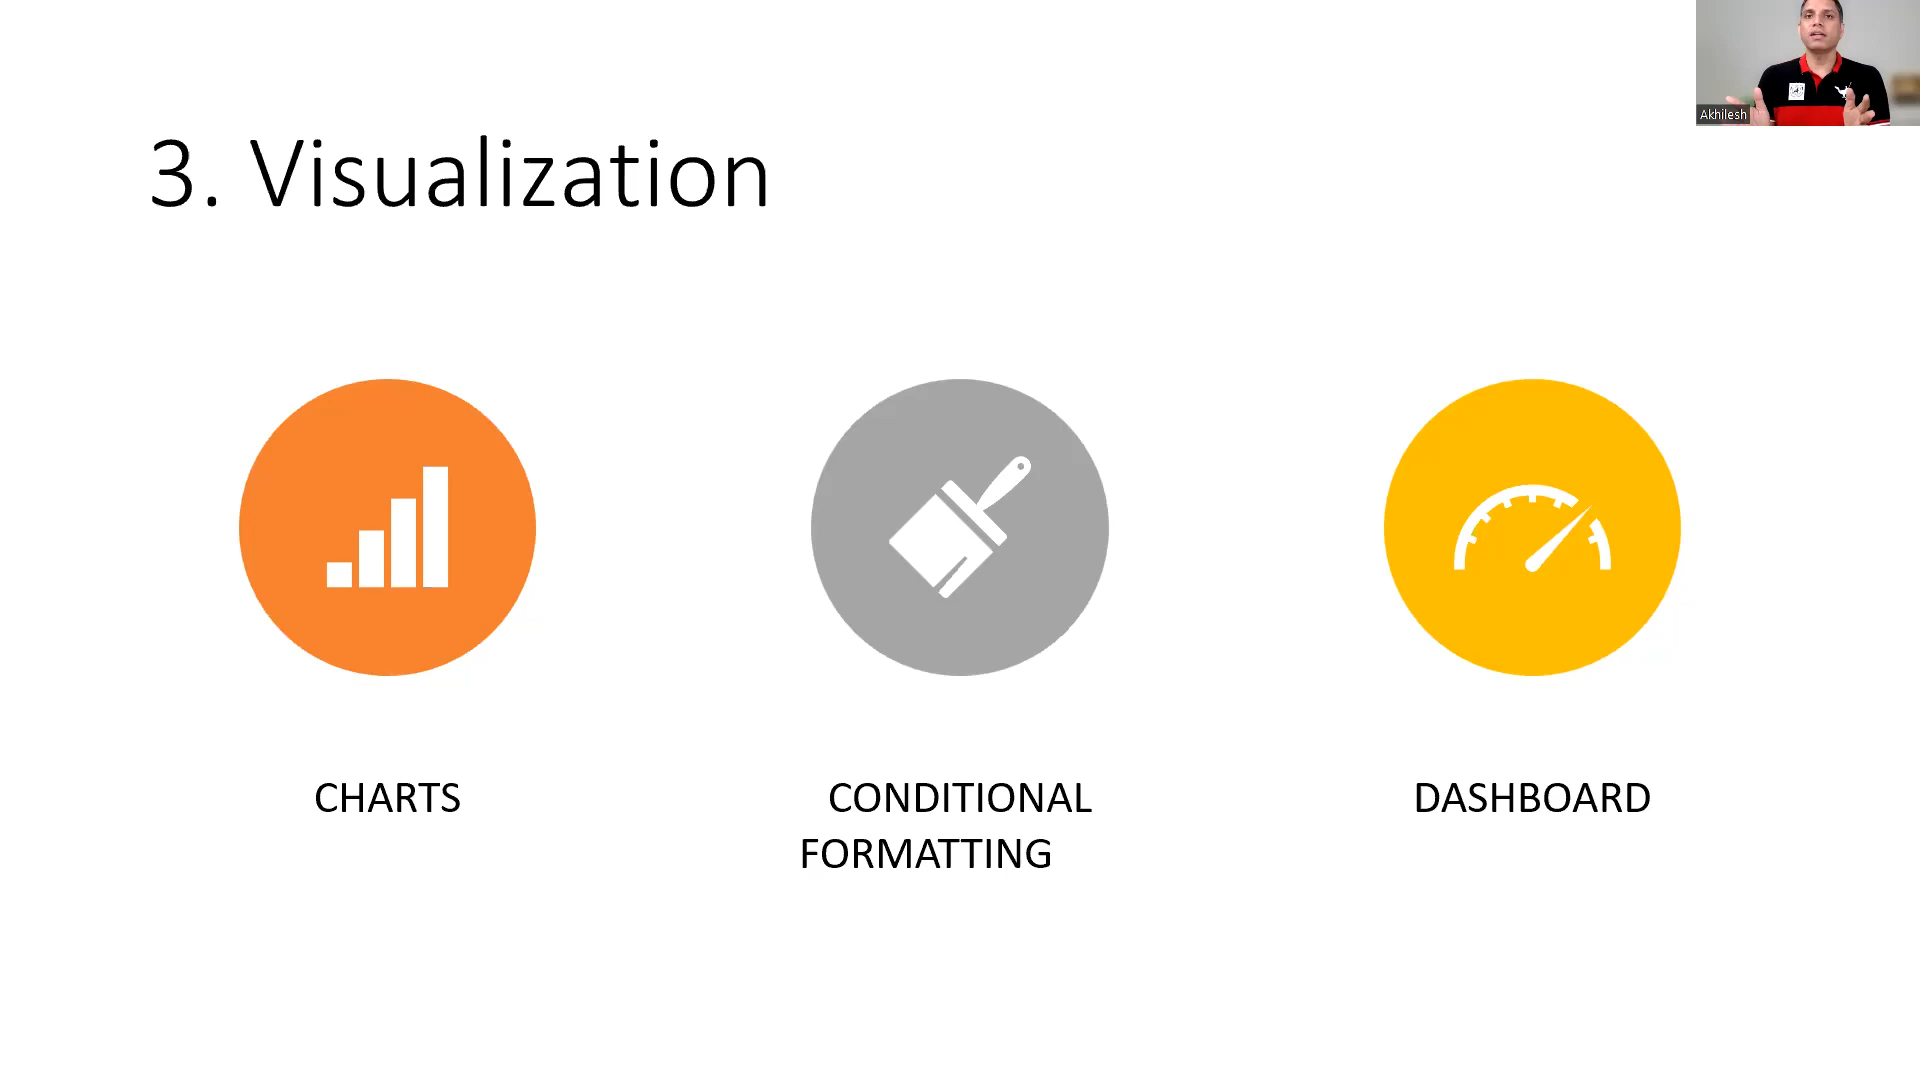 Akhilesh
3. Visualization
CHARTS
CONDITIONAL
FORMATTING
DASHBOARD